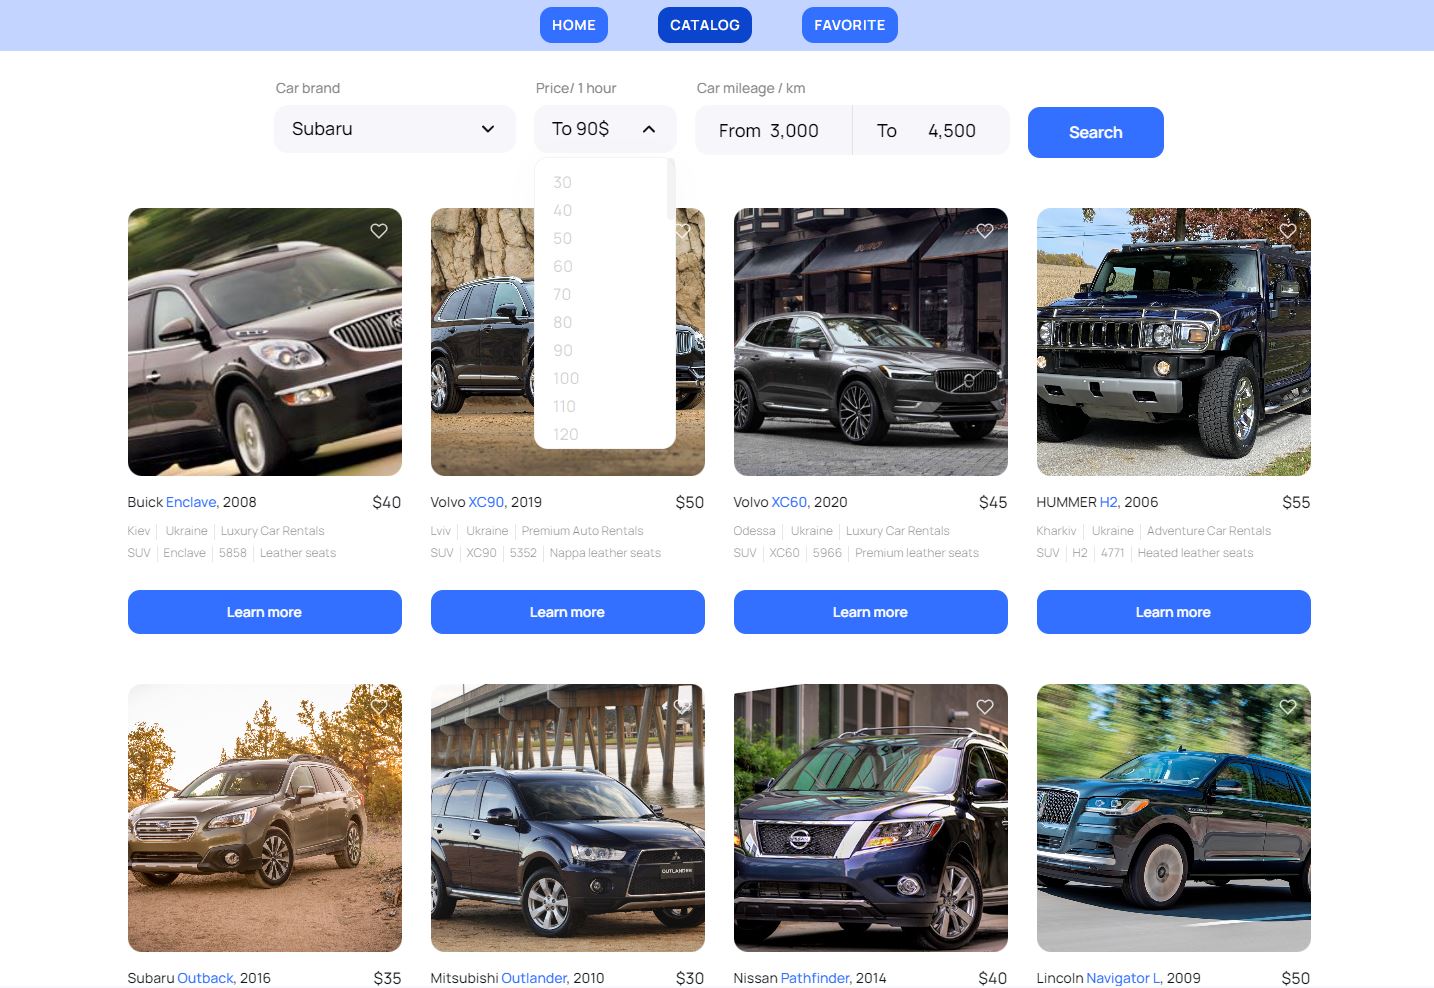 HOME CATALOG FAVORITE
Car brand Price/ 1 hour Car mileage / km
Subaru To 90$ From 3,000 To 4,500 Search
30
40
50
60
70
80
90
100
110
120
Buick Enclave, 2008 $40
Kiev Ukraine Luxury Car Rentals
SUV Enclave 5858 Leather seats
Learn more
Volvo XC90, 2019 $50
Lviv Ukraine Premium Auto Rentals
SUV XC90 5352 Nappa leather seats
Learn more
Volvo XC60, 2020 $45
Odessa Ukraine Luxury Car Rentals
SUV XC60 5966 Premium leather seats
Learn more
HUMMER H2, 2006 $55
Kharkiv Ukraine Adventure Car Rentals
SUV H2 4771 Heated leather seats
Learn more
OUTLANDER
NISSAN
Subaru Outback, 2016 $35
Mitsubishi Outlander, 2010 $30
Nissan Pathfinder, 2014 $40
Lincoln Navigator L, 2009 $50